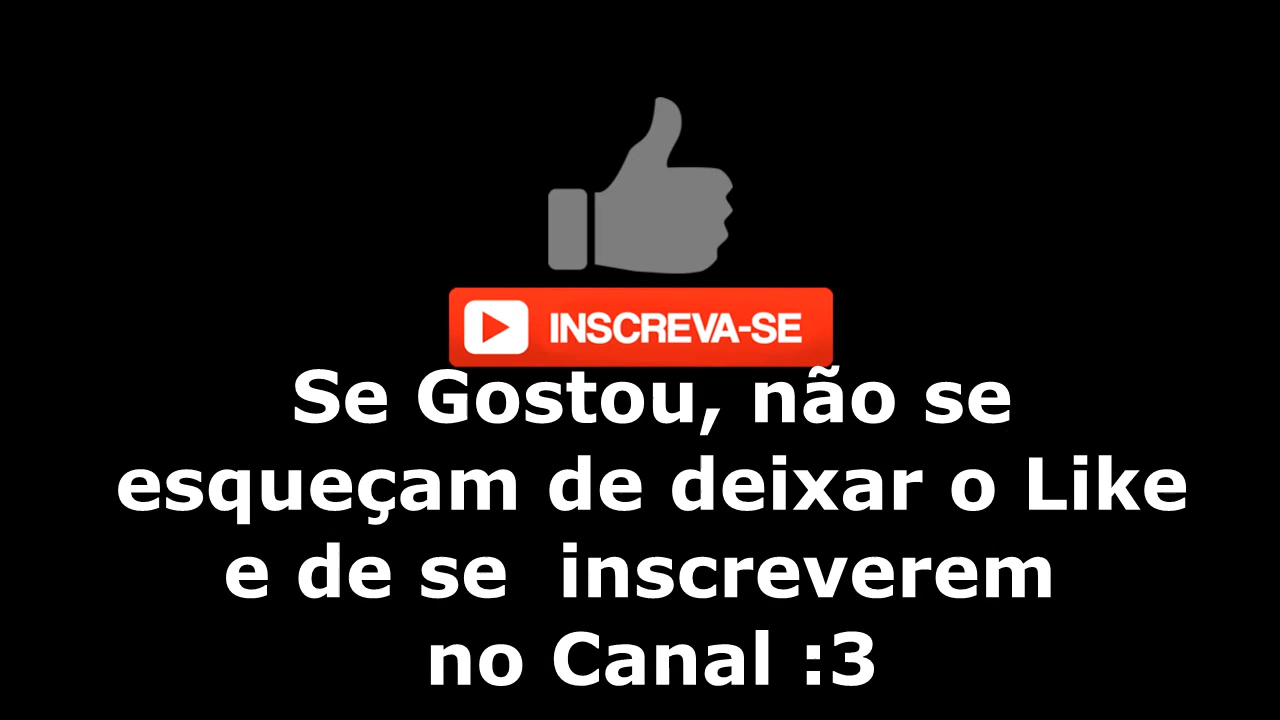 INSCREVA-SE
Se Gostou, não se
esqueçam de deixar o Like
e de se  inscreverem
no Canal :3